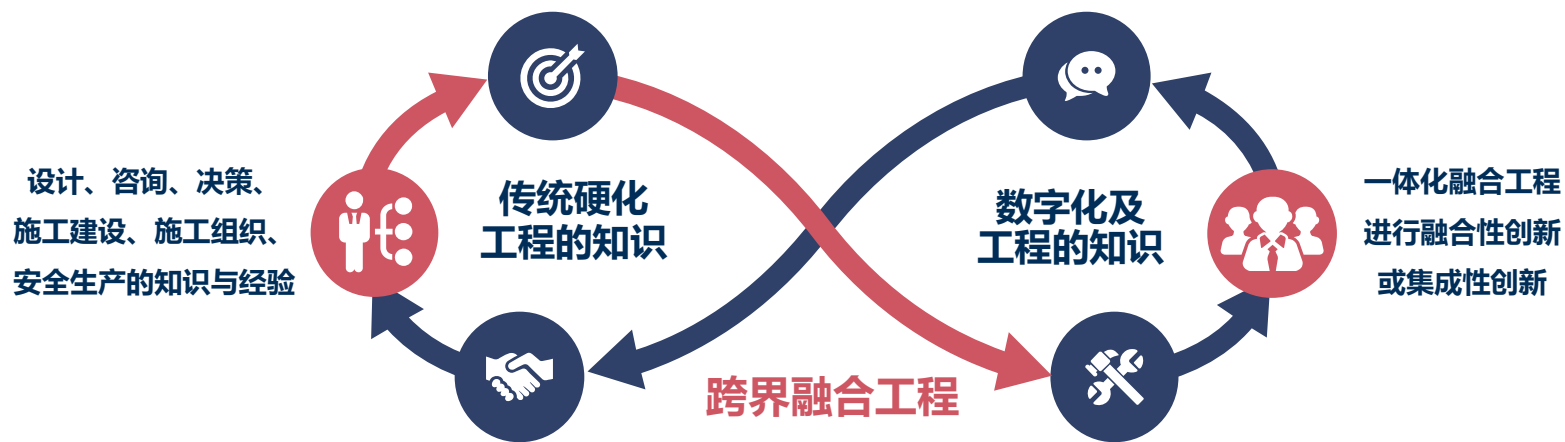 设计、咨询、决策、
施工建设、施工组织、
安全生产的知识与经验
传统硬化
工程的知识
数字化及
工程的知识
一体化融合工程
进行融合性创新
或集成性创新
跨界融合工程